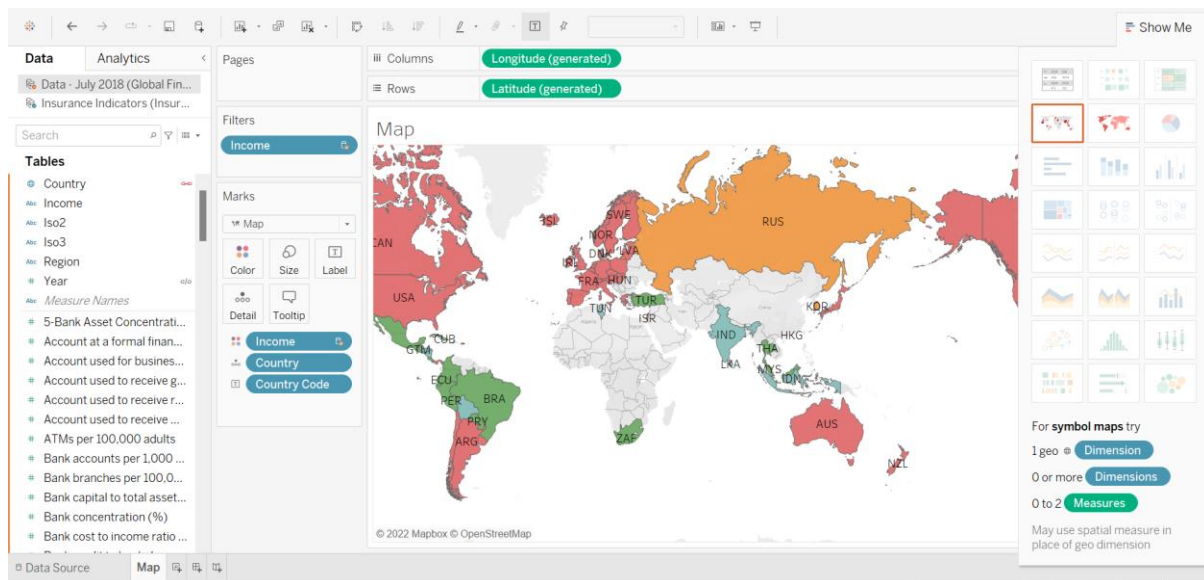 Show Me
Data
Analytics
Data - July 2018 (Global Fin...
Insurance Indicators (Insur...
Search
Tables
Country
Abc Income
Abc Iso2
Abc Iso3
Abc Region
# Year
Abc Measure Names
# 5-Bank Asset Concentrati...
# Account at a formal finan...
# Account used for busines...
# Account used to receive g...
# Account used to receive r...
# Account used to receive ...
# ATMs per 100,000 adults
# Bank accounts per 1,000 ...
# Bank branches per 100,0...
# Bank capital to total asset...
# Bank concentration (%)
# Bank cost to income ratio ...
Pages
Filters
Income
Marks
Map
Color
Size
Label
Detail
Tooltip
Income
Country
Country Code
Columns
Longitude (generated)
Rows
Latitude (generated)
Map
CAN
USA
CUB
GTM
ECU
PER
BRA
PRY
ARG
ISL
SWE
NOR
DNK
LVA
IRL
FRA
HUN
TUR
TUN
ISR
ZAF
RUS
KOR
IND
HKG
THA
LKA
MYS
IDN
AUS
NZL
© 2022 Mapbox © OpenStreetMap
For symbol maps try
1 geo Dimension
0 or more Dimensions
0 to 2 Measures
May use spatial measure in
place of geo dimension
Data Source
Map